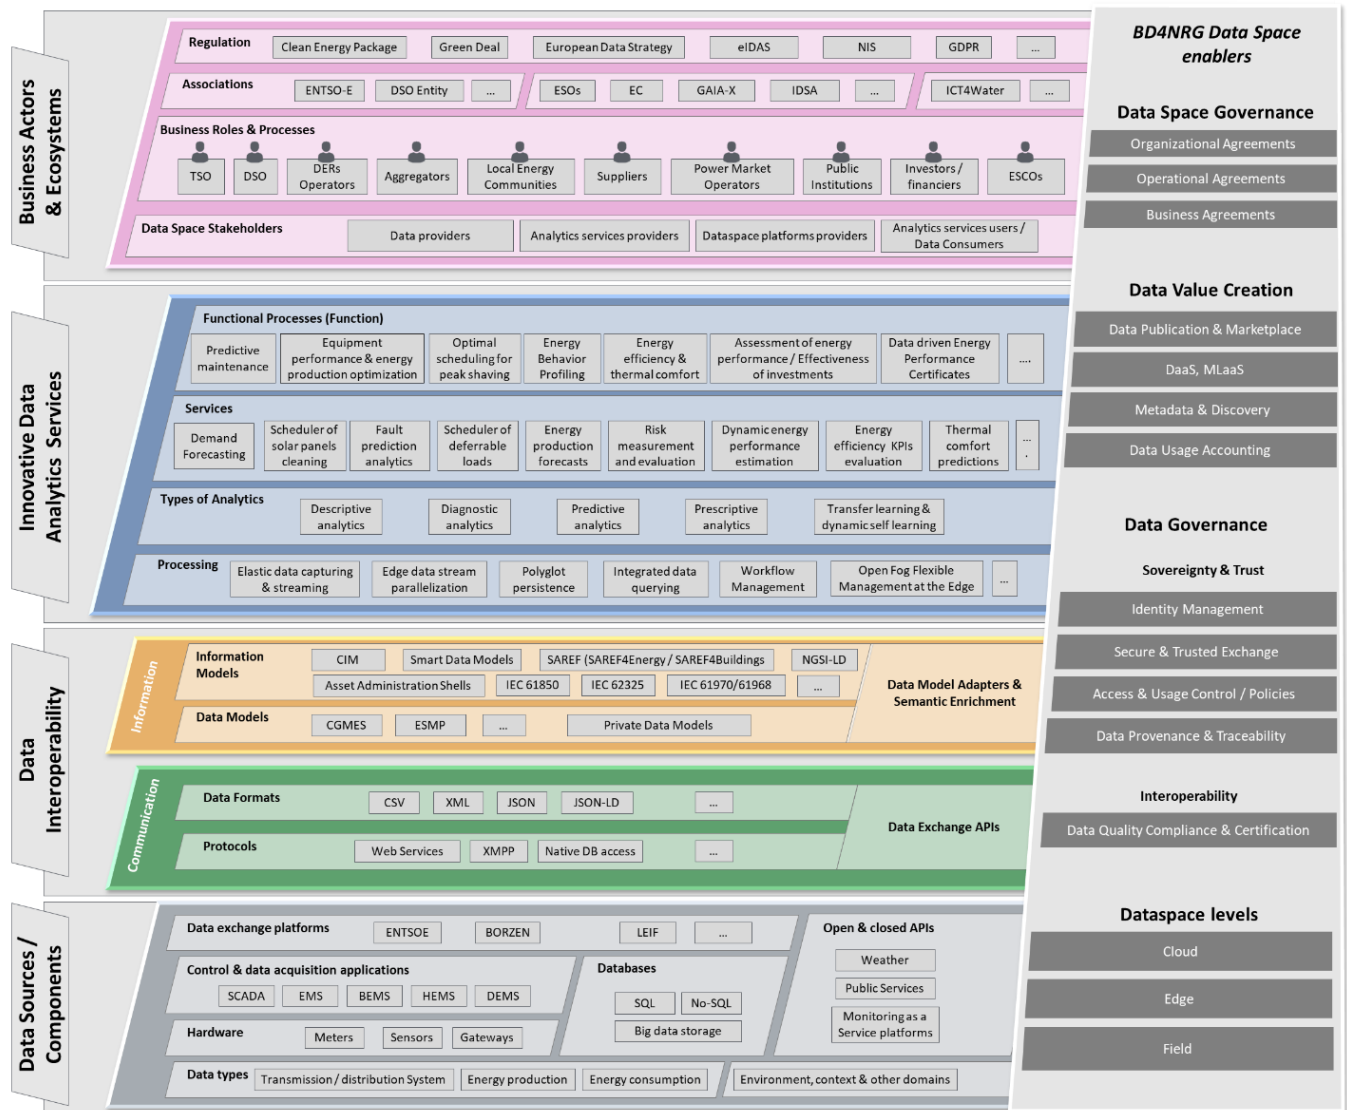 Business Actors
& Ecosystems
Regulation
Clean Energy Package
Green Deal
European Data Strategy
eIDAS
NIS
GDPR
...
Associations
ENTSO-E
DSO Entity
...
ESOs
EC
GAIA-X
IDSA
...
ICT4Water
...
Business Roles & Processes
TSO
DSO
DERs
Operators
Aggregators
Local Energy
Communities
Suppliers
Power Market
Operators
Public
Institutions
Investors /
financiers
ESCOs
Data Space Stakeholders
Data providers
Analytics services providers
Dataspace platforms providers
Analytics services users /
Data Consumers
Innovative Data
Analytics Services
Functional Processes (Function)
Predictive
maintenance
Equipment
performance & energy
production optimization
Optimal
scheduling for
peak shaving
Energy
Behavior
Profiling
Energy
efficiency &
thermal comfort
Assessment of energy
performance / Effectiveness
of investments
Data driven Energy
Performance
Certificates
....
Services
Demand
Forecasting
Scheduler of
solar panels
cleaning
Fault
prediction
analytics
Scheduler of
deferrable
loads
Energy
production
forecasts
Risk
measurement
and evaluation
Dynamic energy
performance
estimation
Energy
efficiency KPIs
evaluation
Thermal
comfort
predictions
...
.
Types of Analytics
Descriptive
analytics
Diagnostic
analytics
Predictive
analytics
Prescriptive
analytics
Transfer learning &
dynamic self learning
Processing
Elastic data capturing
& streaming
Edge data stream
parallelization
Polyglot
persistence
Integrated data
querying
Workflow
Management
Open Fog Flexible
Management at the Edge
...
Data
Interoperability
Information
Information
Models
CIM
Smart Data Models
SAREF (SAREF4Energy / SAREF4Buildings
NGSI-LD
Asset Administration Shells
IEC 61850
IEC 62325
IEC 61970/61968
...
Data Models
CGMES
ESMP
...
Private Data Models
Data Model Adapters &
Semantic Enrichment
Communication
Data Formats
CSV
XML
JSON
JSON-LD
...
Protocols
Web Services
XMPP
Native DB access
...
Data Exchange APIs
Data Sources /
Components
Data exchange platforms
ENTSOE
BORZEN
LEIF
...
Control & data acquisition applications
SCADA
EMS
BEMS
HEMS
DEMS
Hardware
Meters
Sensors
Gateways
Databases
SQL
No-SQL
Big data storage
Open & closed APIs
Weather
Public Services
Monitoring as a
Service platforms
Data types
Transmission / distribution System
Energy production
Energy consumption
Environment, context & other domains
BD4NRG Data Space
enablers
Data Space Governance
Organizational Agreements
Operational Agreements
Business Agreements
Data Value Creation
Data Publication & Marketplace
DaaS, MLaaS
Metadata & Discovery
Data Usage Accounting
Data Governance
Sovereignty & Trust
Identity Management
Secure & Trusted Exchange
Access & Usage Control / Policies
Data Provenance & Traceability
Interoperability
Data Quality Compliance & Certification
Dataspace levels
Cloud
Edge
Field